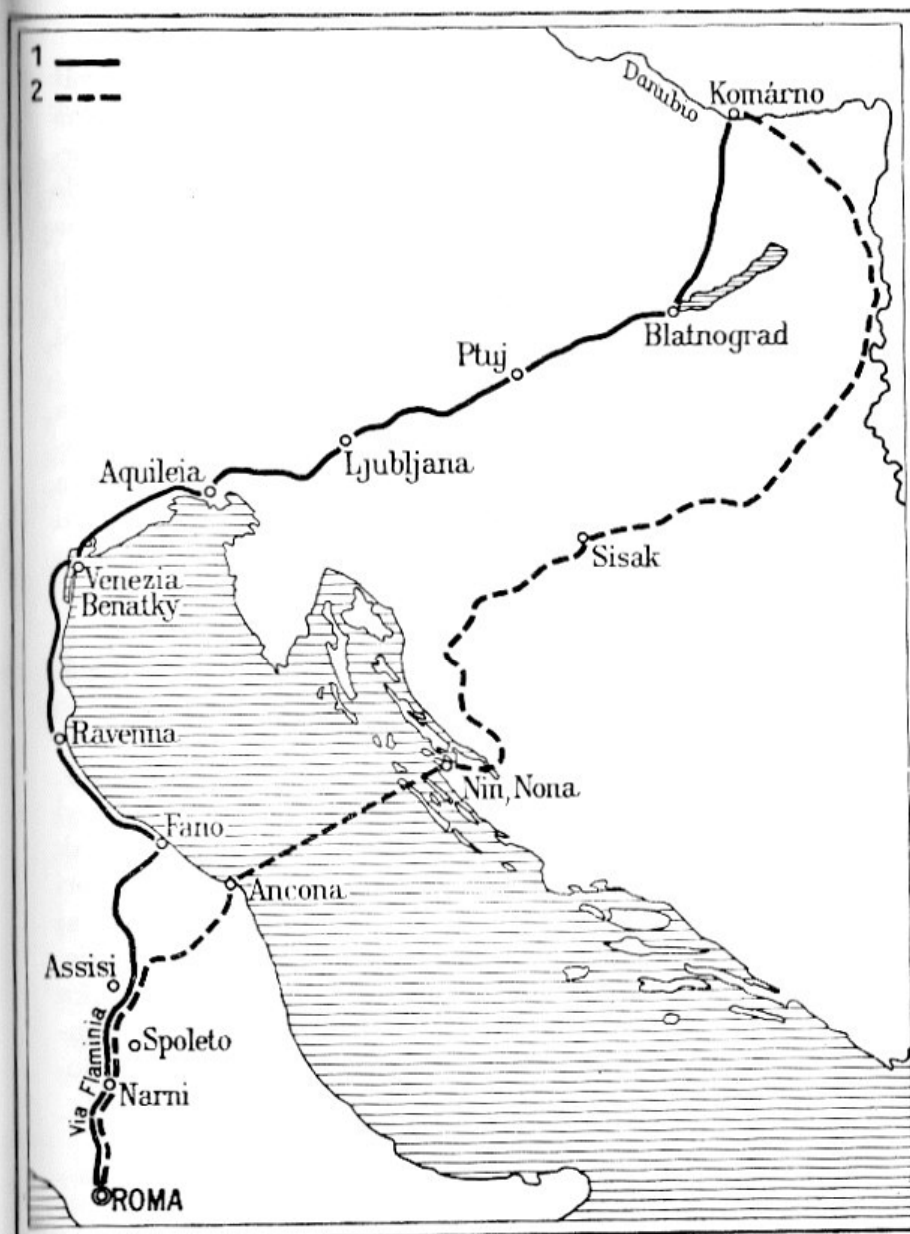 1
2
Danubio
Komárno
Blatnograd
Ptuj
Ljubljana
Aquileia
Sisak
Venezia
Benatky
Ravenna
Nin, Nona
Fano
Ancona
Assisi
Spoleto
Via Flaminia
Narni
ROMA